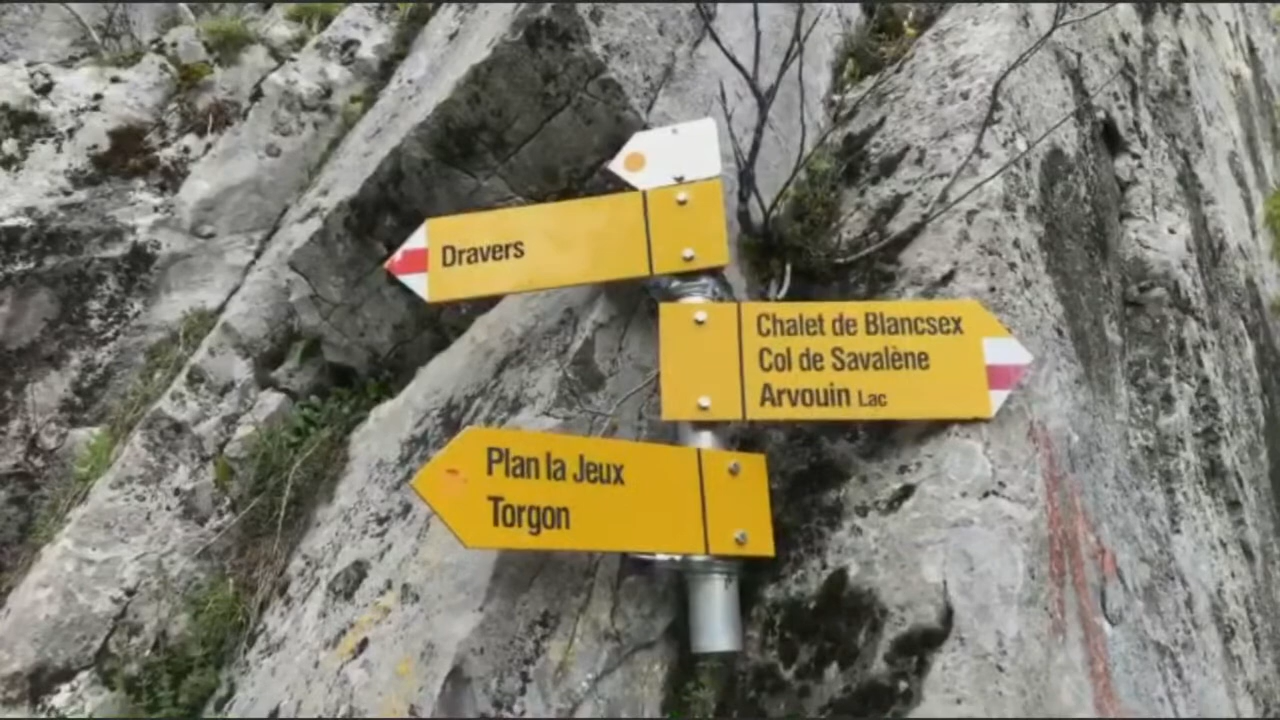 Dravers
Chalet de Blancsex
Col de Savalène
Arvouin Lac
Plan la Jeux
Torgon